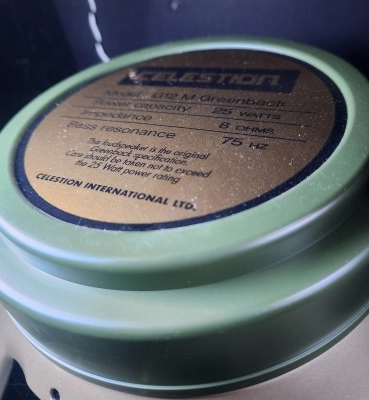 CELESTION
Model G12 M Greenback
Power capacity 25 WATTS
Impedance 8 OHMS
Bass resonance 75 HZ
The loudspeaker is the original
Greenback specification.
Care should be taken not to exceed
the 25 Watt power rating
CELESTION INTERNATIONAL LTD.